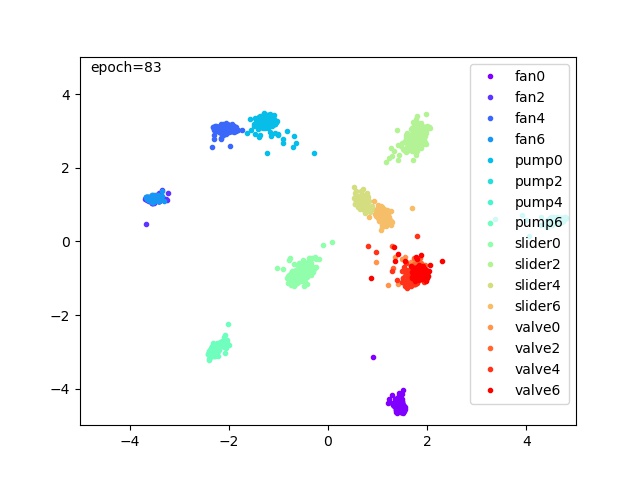 epoch=83
fan0
fan2
fan4
fan6
pump0
pump2
pump4
pump6
slider0
slider2
slider4
slider6
valve0
valve2
valve4
valve6
4
2
0
−2
−4
−4
−2
0
2
4